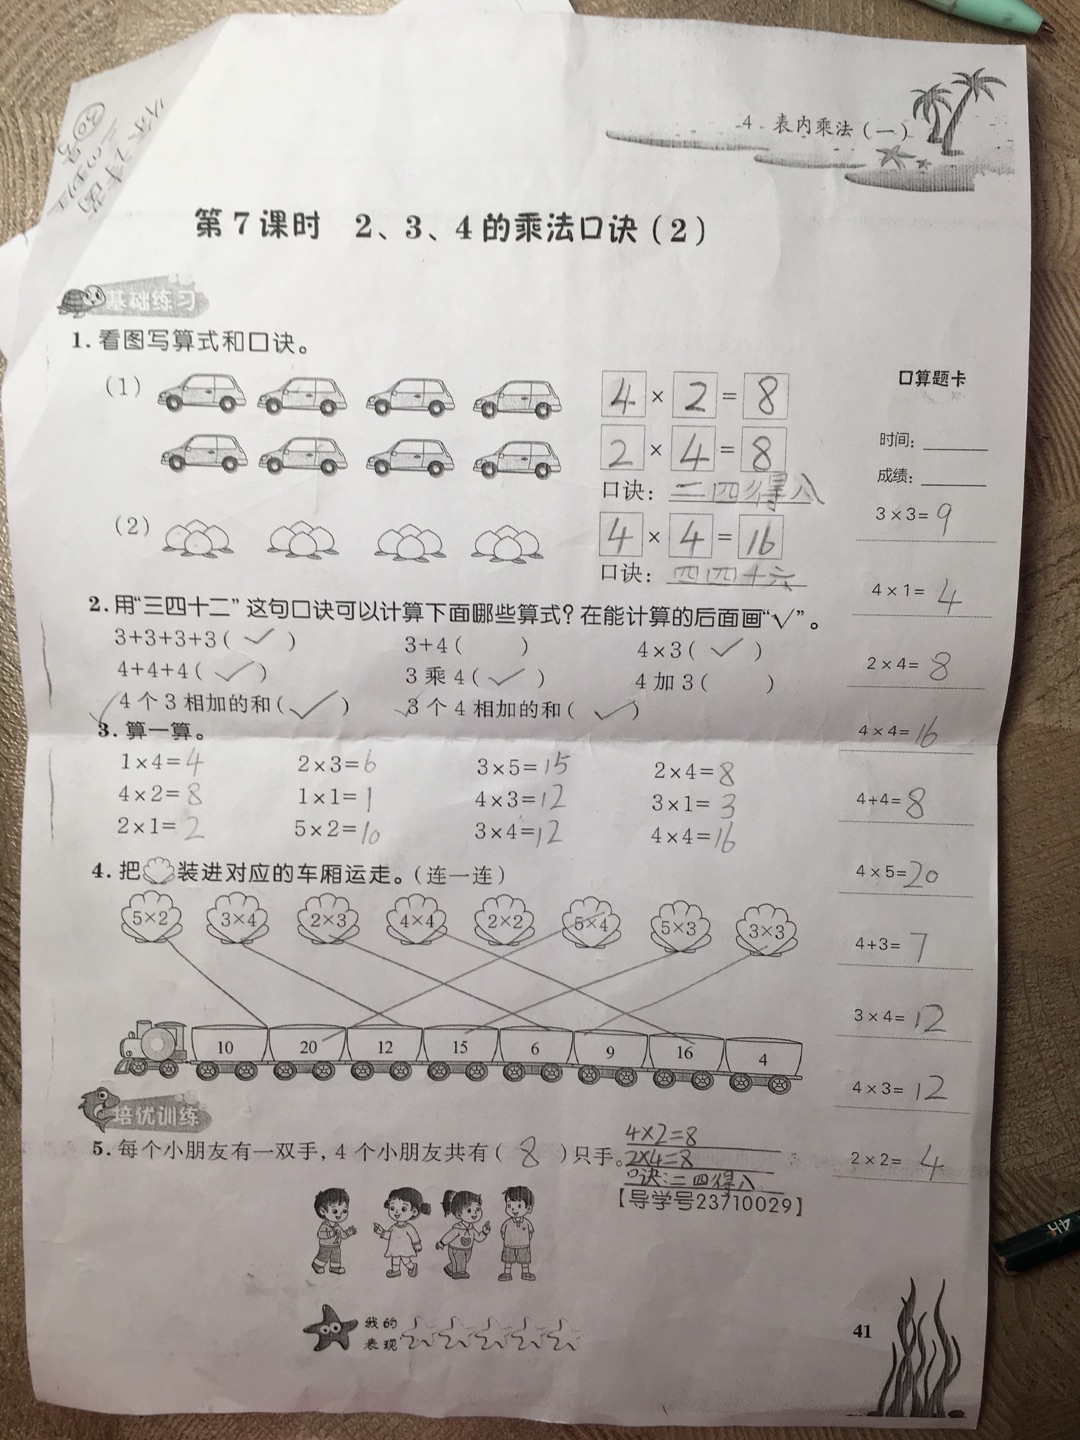 4 表内乘法(一)
第7课时 2、3、4的乘法口诀(2)
基础练习
1.看图写算式和口诀。
(1)
4×2=8
2×4=8
口诀:二四得八
(2)
4×4=16
口诀:四四十六
2.用“三四十二”这句口诀可以计算下面哪些算式?在能计算的后面画“√”。
3+3+3+3(✓) 3+4( ) 4×3(✓)
4+4+4(✓) 3乘4(✓) 4加3( )
4个3相加的和(✓) 3个4相加的和(✓)
3.算一算。
1×4=4 2×3=6 3×5=15 2×4=8
4×2=8 1×1=1 4×3=12 3×1=3
2×1=2 5×2=10 3×4=12 4×4=16
4.把装进对应的车厢运走。(连一连)
5×2 3×4 2×3 4×4 2×2 5×4 5×3 3×3
10 20 12 15 6 9 16 4
培优训练
5.每个小朋友有一双手,4个小朋友共有(8)只手。
4×2=8
2×4=8
口诀:二四得八
【导学号23710029】
我的
表现
口算题卡
时间:
成绩:
3×3=9
4×1=4
2×4=8
4×4=16
4+4=8
4×5=20
4+3=7
3×4=12
4×3=12
2×2=4
41
4H